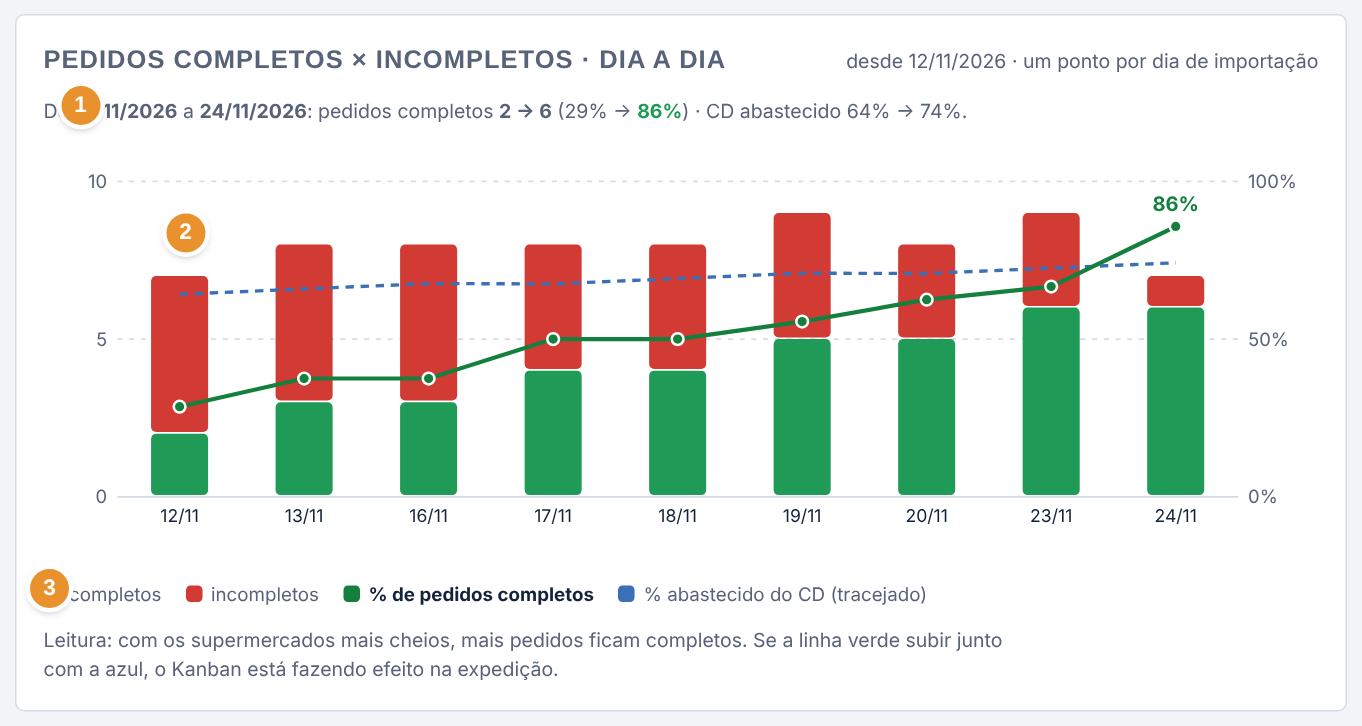 PEDIDOS COMPLETOS × INCOMPLETOS · DIA A DIA
desde 12/11/2026 · um ponto por dia de importação
1
11/2026 a 24/11/2026: pedidos completos 2 → 6 (29% → 86%) · CD abastecido 64% → 74%.
10
100%
86%
2
5
50%
0
0%
12/11 13/11 16/11 17/11 18/11 19/11 20/11 23/11 24/11
3
completos incompletos % de pedidos completos % abastecido do CD (tracejado)
Leitura: com os supermercados mais cheios, mais pedidos ficam completos. Se a linha verde subir junto
com a azul, o Kanban está fazendo efeito na expedição.